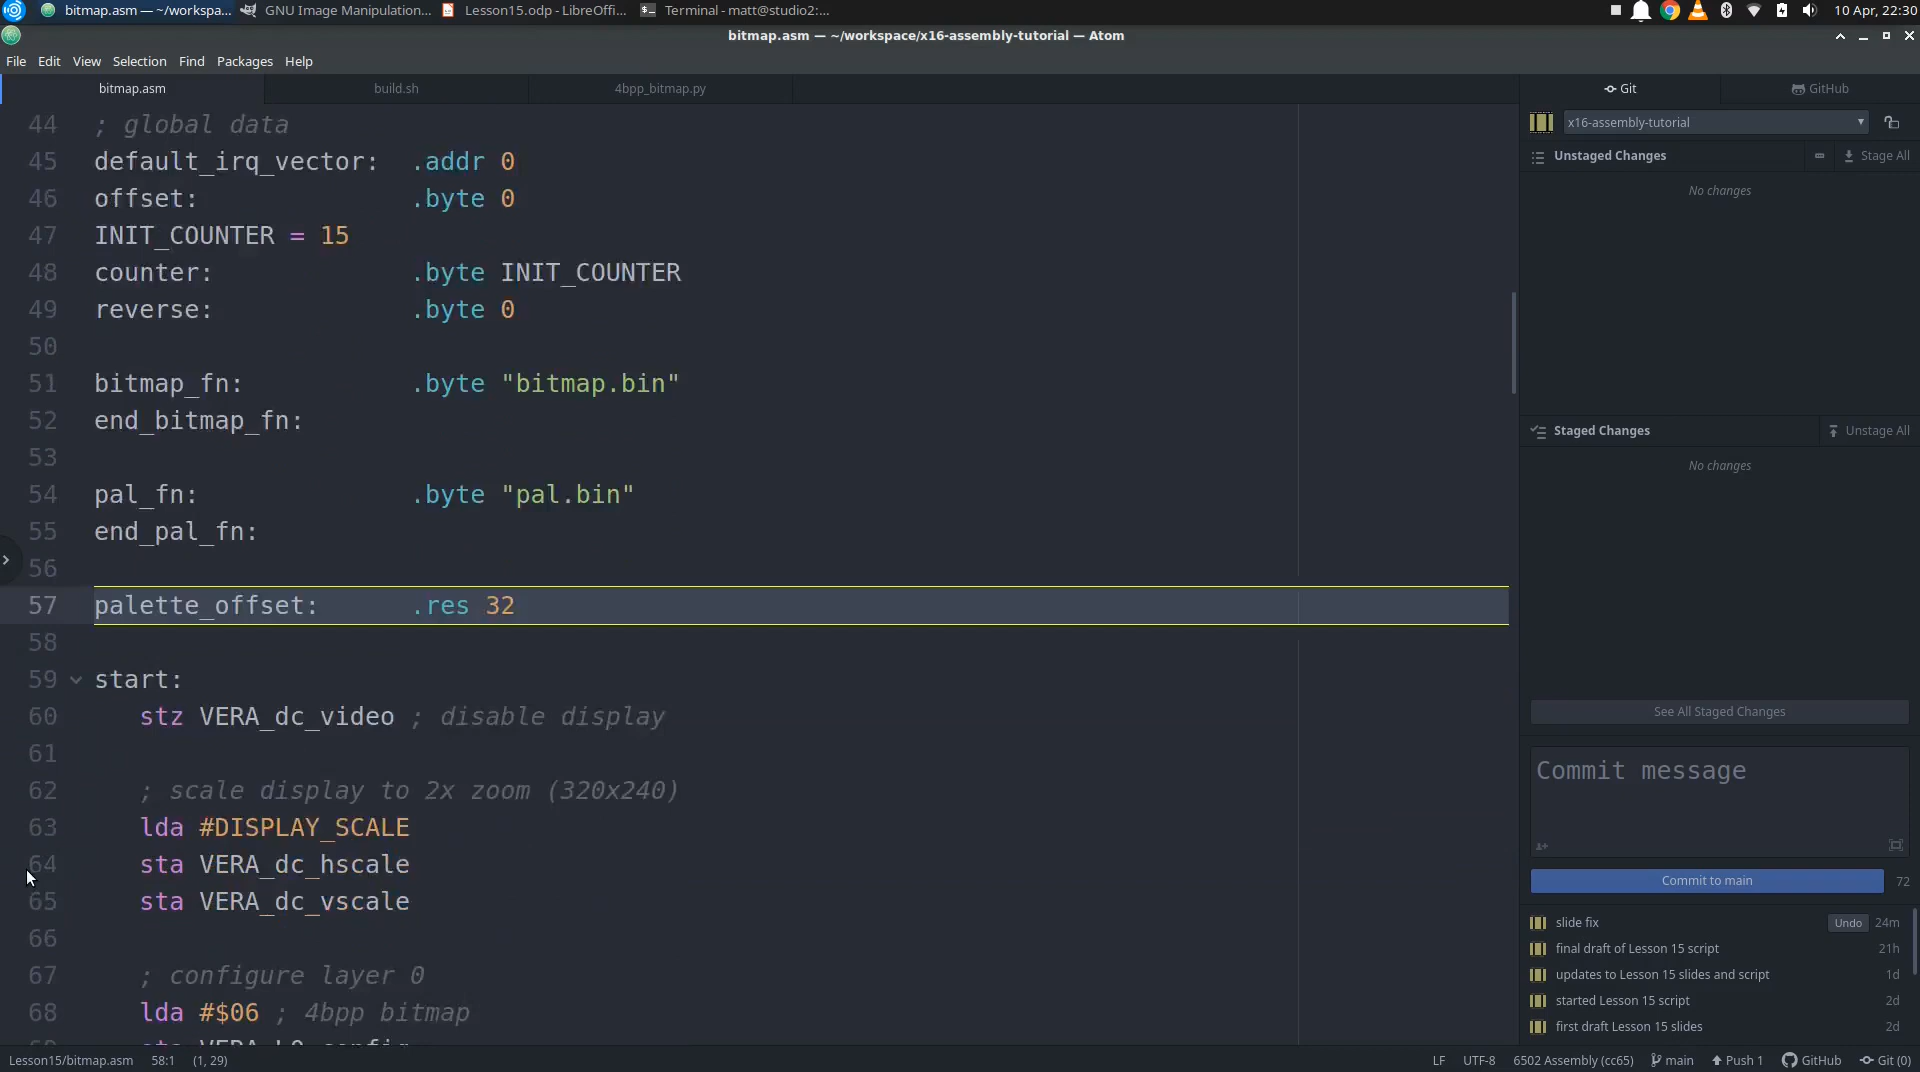 bitmap.asm — ~/workspa...
GNU Image Manipulation...
Lesson15.odp - LibreOffi...
Terminal - matt@studio2:...
10 Apr, 22:30
bitmap.asm — ~/workspace/x16-assembly-tutorial — Atom
File Edit View Selection Find Packages Help
bitmap.asm build.sh 4bpp_bitmap.py
44 ; global data
45 default_irq_vector: .addr 0
46 offset: .byte 0
47 INIT_COUNTER = 15
48 counter: .byte INIT_COUNTER
49 reverse: .byte 0
50
51 bitmap_fn: .byte "bitmap.bin"
52 end_bitmap_fn:
53
54 pal_fn: .byte "pal.bin"
55 end_pal_fn:
56
57 palette_offset: .res 32
58
59 start:
60 stz VERA_dc_video ; disable display
61
62 ; scale display to 2x zoom (320x240)
63 lda #DISPLAY_SCALE
64 sta VERA_dc_hscale
65 sta VERA_dc_vscale
66
67 ; configure layer 0
68 lda #$06 ; 4bpp bitmap
69 sta VERA_L0_config
Git GitHub
x16-assembly-tutorial
Unstaged Changes Stage All
No changes
Staged Changes Unstage All
No changes
See All Staged Changes
Commit message
Commit to main 72
slide fix Undo 24m
final draft of Lesson 15 script 21h
updates to Lesson 15 slides and script 1d
started Lesson 15 script 2d
first draft Lesson 15 slides 2d
Lesson15/bitmap.asm 58:1 (1, 29)
LF UTF-8 6502 Assembly (cc65) main Push 1 GitHub Git (0)